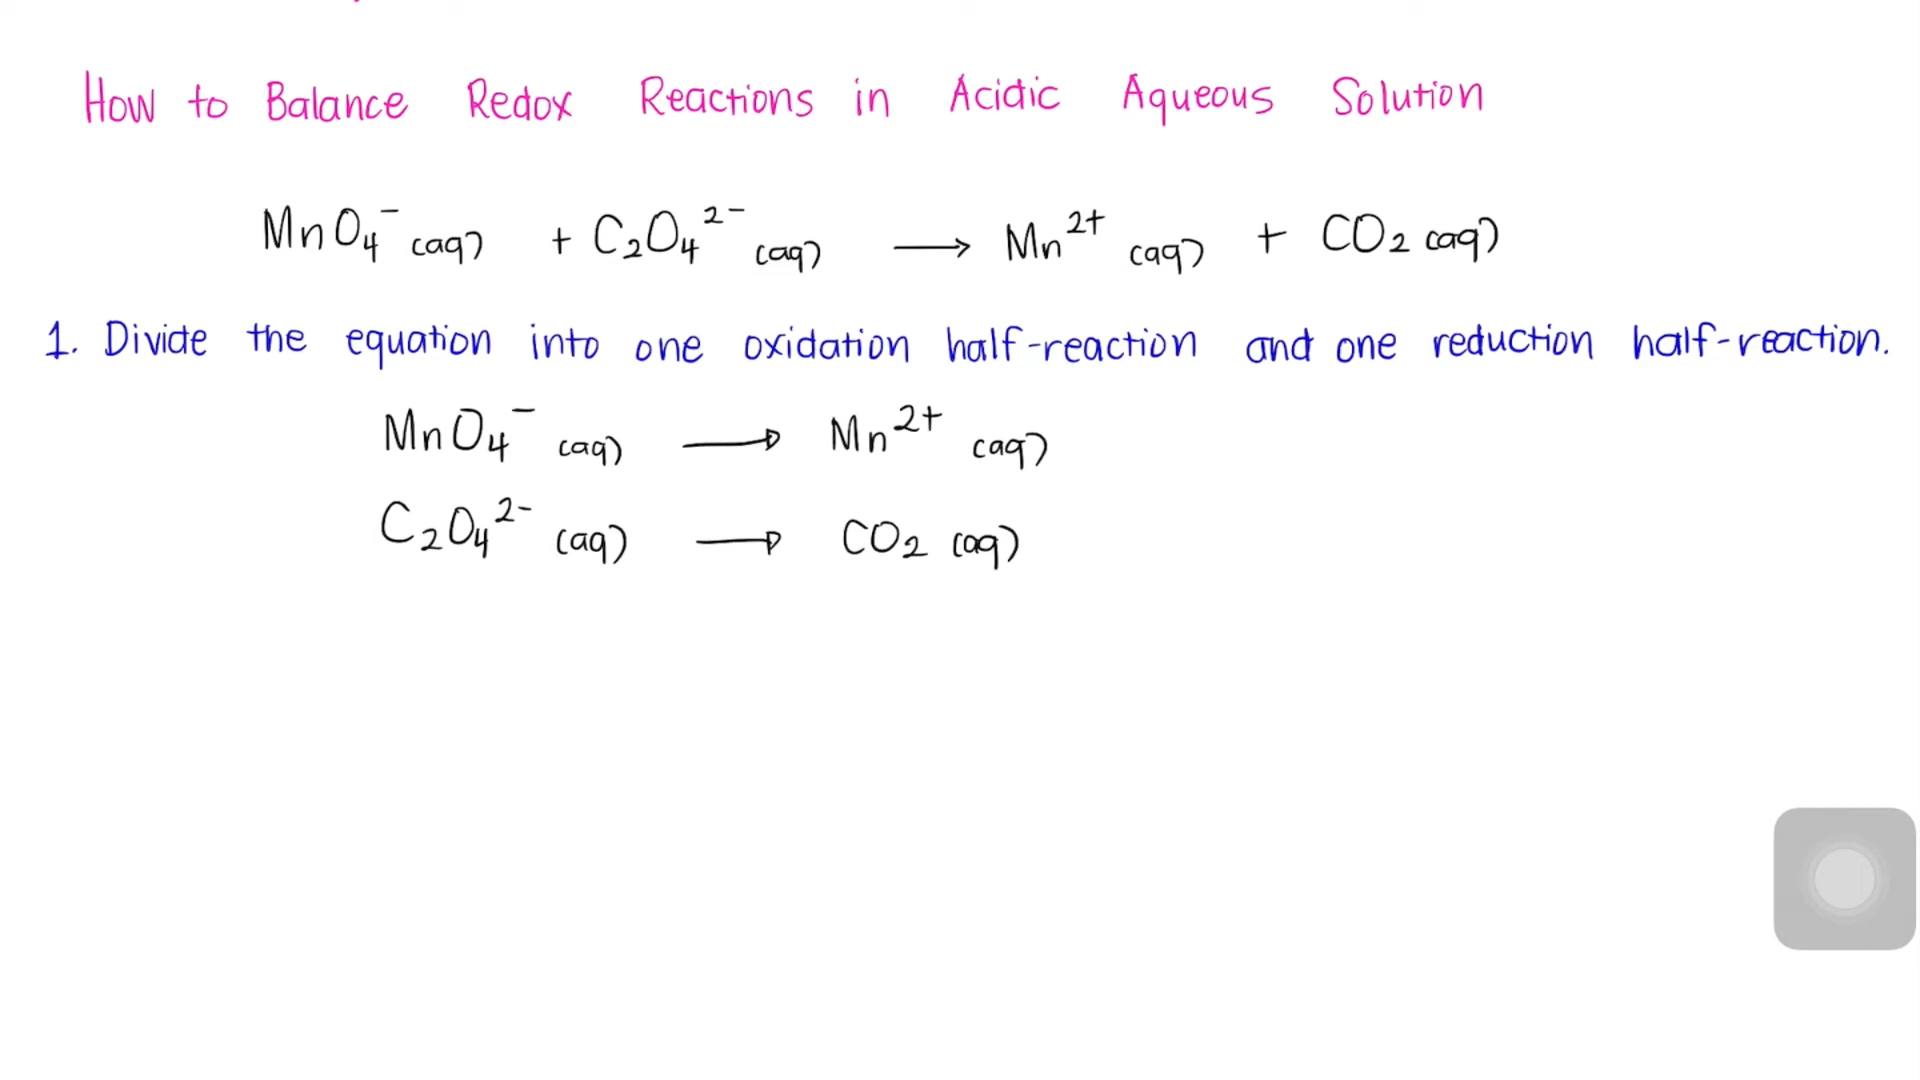 How to Balance Redox Reactions in Acidic Aqueous Solution
MnO₄⁻ (aq) + C₂O₄²⁻ (aq) ⟶ Mn²⁺ (aq) + CO₂ (aq)
1. Divide the equation into one oxidation half-reaction and one reduction half-reaction.
MnO₄⁻ (aq) ⟶ Mn²⁺ (aq)
C₂O₄²⁻ (aq) ⟶ CO₂ (aq)